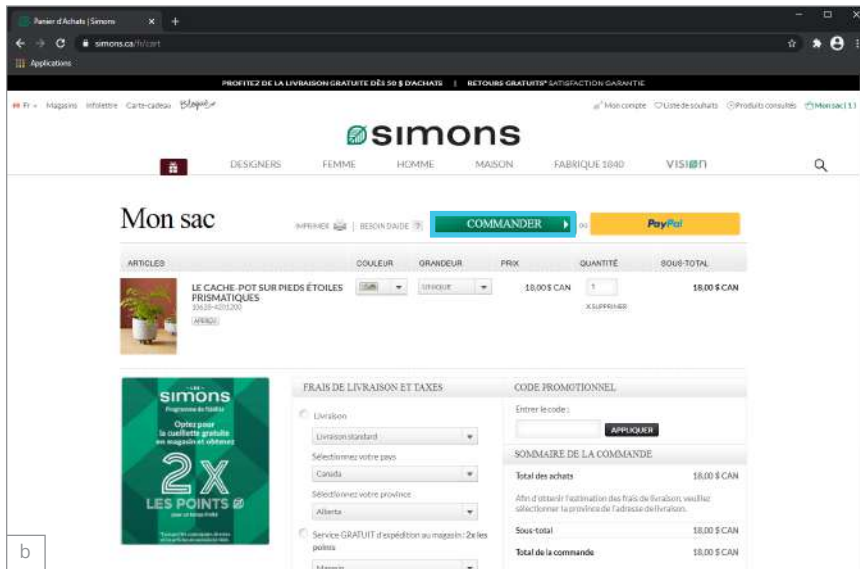 Panier d'Achats | Simons
simons.ca/fr/cart
Applications
PROFITEZ DE LA LIVRAISON GRATUITE DÈS 50 $ D'ACHATS | RETOURS GRATUITS* SATISFACTION GARANTIE
Fr Magasins Infolettre Carte-cadeau Blogue Mon compte Liste de souhaits Produits consultés Mon sac ( 1 )
simons
DESIGNERS FEMME HOMME MAISON FABRIQUE 1840 VISIØN
Mon sac IMPRIMER | BESOIN D'AIDE ? COMMANDER OU PayPal
ARTICLES COULEUR GRANDEUR PRIX QUANTITÉ SOUS-TOTAL
LE CACHE-POT SUR PIEDS ÉTOILES PRISMATIQUES UNIQUE 18,00 $ CAN 1 18,00 $ CAN
X SUPPRIMER
APERÇU
LES
simons
Programme de fidélité
Optez pour
la cueillette gratuite
en magasin et obtenez
2X
LES POINTS
FRAIS DE LIVRAISON ET TAXES
Livraison
Livraison standard
Sélectionnez votre pays
Canada
Sélectionnez votre province
Alberta
Service GRATUIT d'expédition au magasin : 2x les
points
Magasin
CODE PROMOTIONNEL
Entrer le code :
APPLIQUER
SOMMAIRE DE LA COMMANDE
Total des achats 18,00 $ CAN
Afin d'obtenir l'estimation des frais de livraison, veuillez
sélectionner la province de l'adresse de livraison.
Sous-total 18,00 $ CAN
Total de la commande 18,00 $ CAN
b